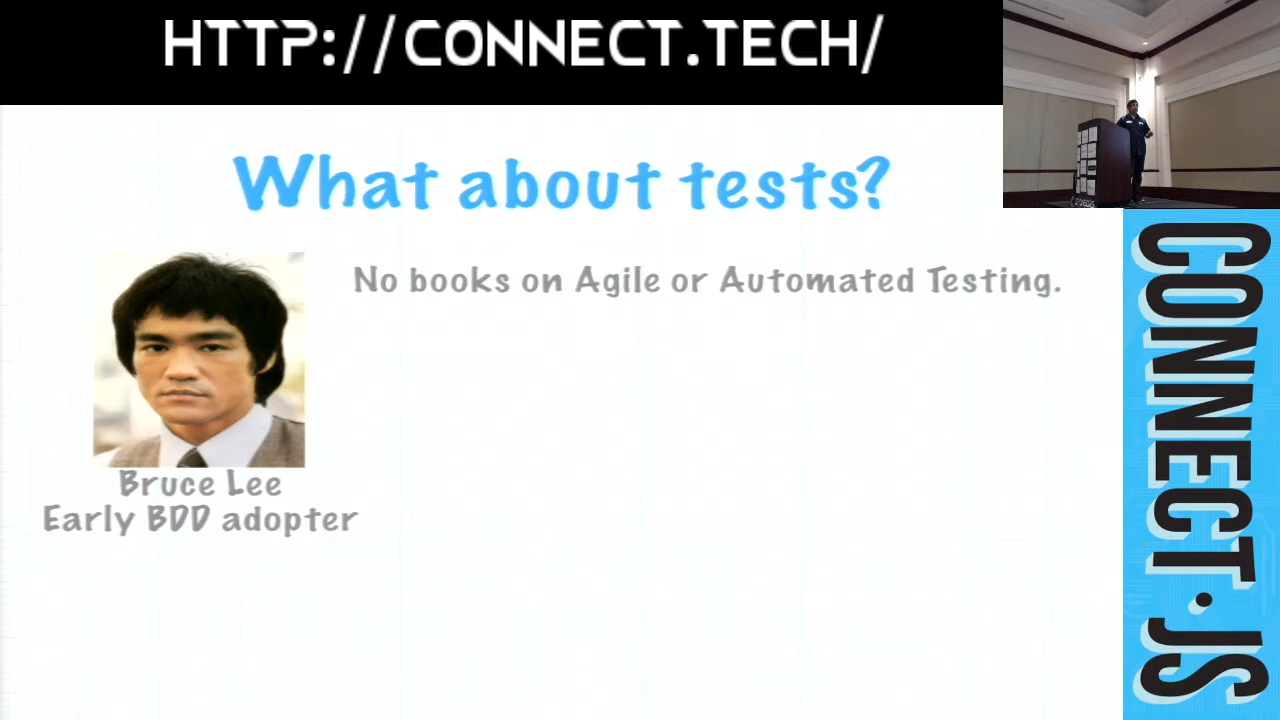 HTTP://CONNECT.TECH/
What about tests?
No books on Agile or Automated Testing.
Bruce Lee
Early BDD adopter
CONNECT.JS